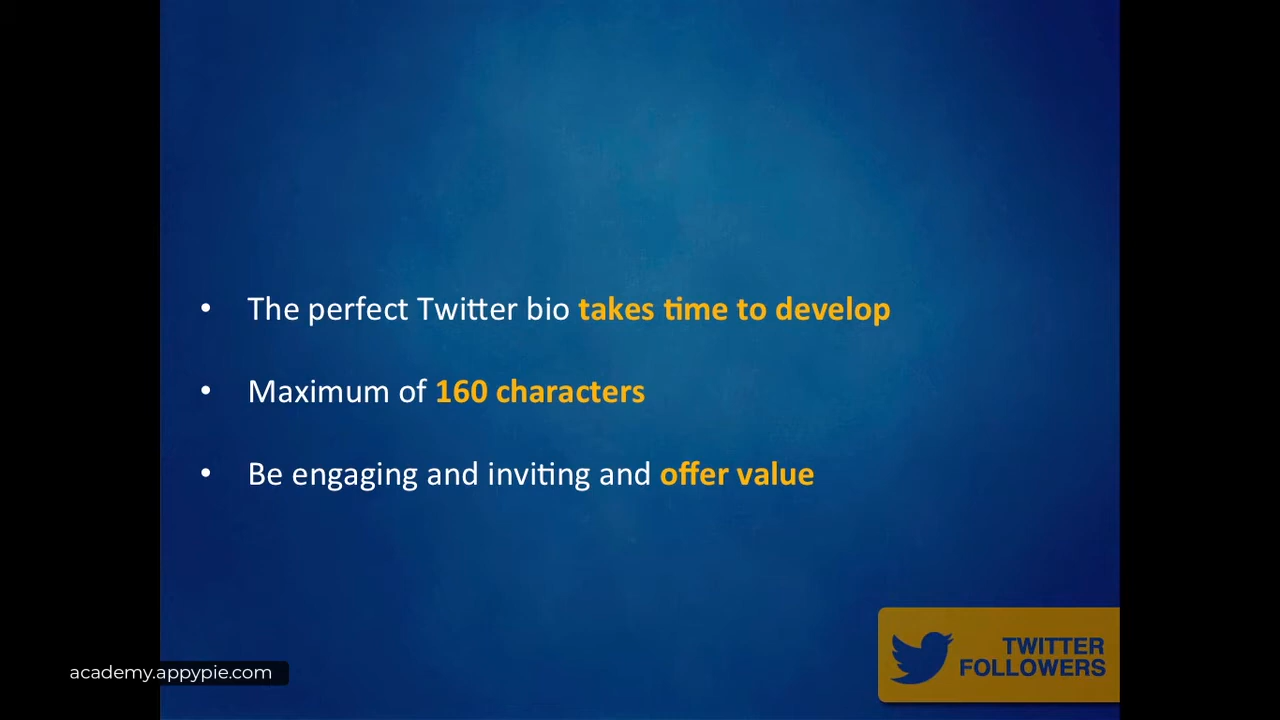 • The perfect Twitter bio takes time to develop
• Maximum of 160 characters
• Be engaging and inviting and offer value
TWITTER
FOLLOWERS
academy.appypie.com